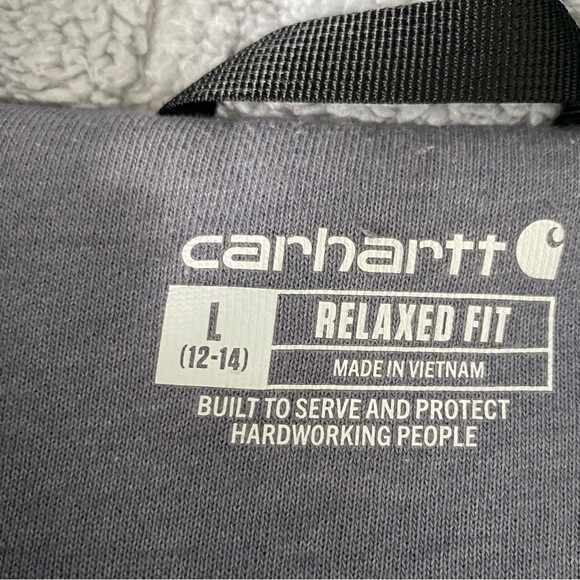 carhartt
L
(12-14)
RELAXED FIT
MADE IN VIETNAM
BUILT TO SERVE AND PROTECT
HARDWORKING PEOPLE